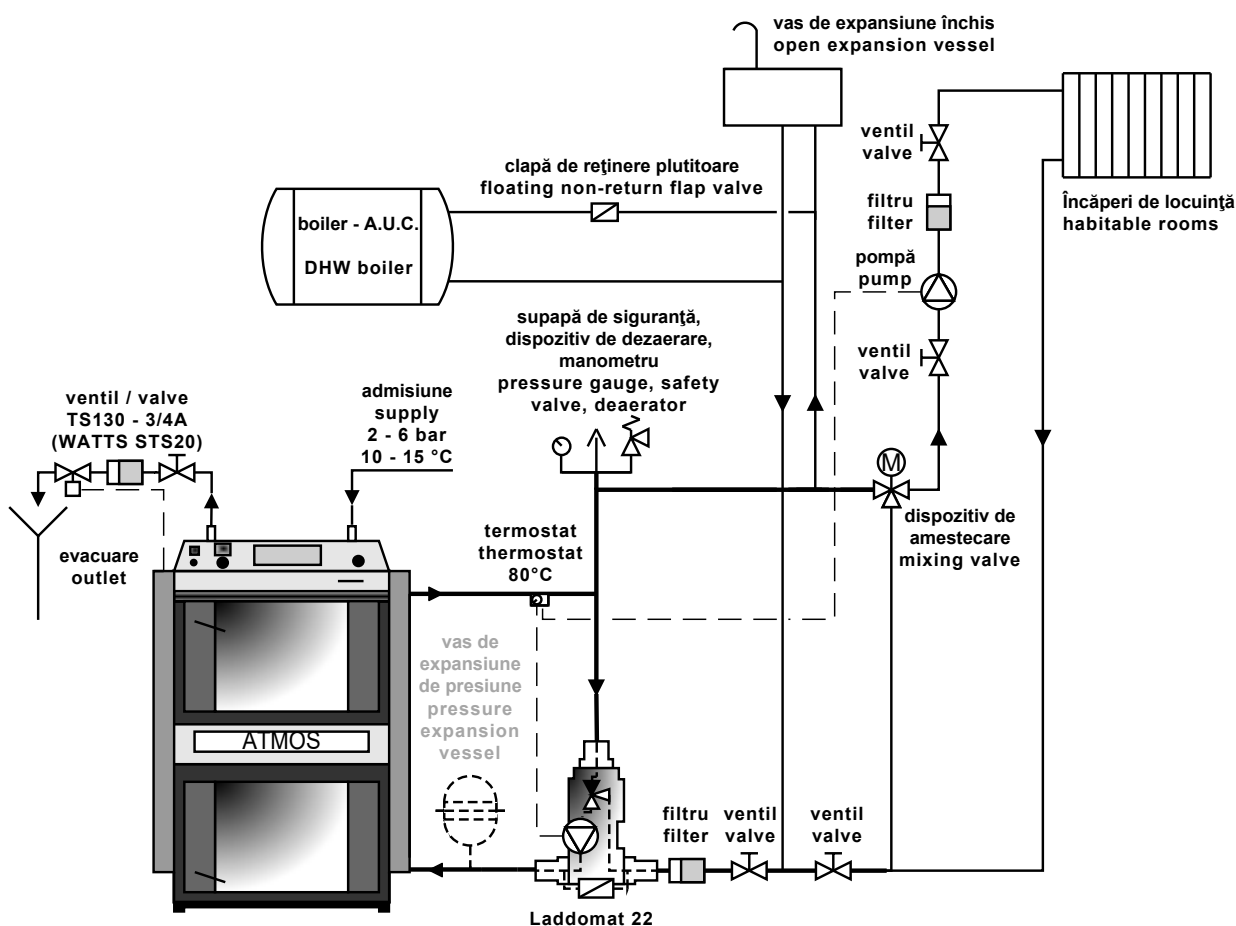 vas de expansiune închis
open expansion vessel
ventil
valve
clapă de reţinere plutitoare
floating non-return flap valve
filtru
filter
Încăperi de locuinţă
habitable rooms
boiler - A.U.C.
DHW boiler
pompă
pump
supapă de siguranţă,
dispozitiv de dezaerare,
manometru
pressure gauge, safety
valve, deaerator
ventil
valve
ventil / valve
TS130 - 3/4A
(WATTS STS20)
admisiune
supply
2 - 6 bar
10 - 15 °C
M
dispozitiv de
amestecare
mixing valve
termostat
thermostat
80°C
evacuare
outlet
vas de
expansiune
de presiune
pressure
expansion
vessel
ATMOS
filtru
filter
ventil
valve
ventil
valve
Laddomat 22